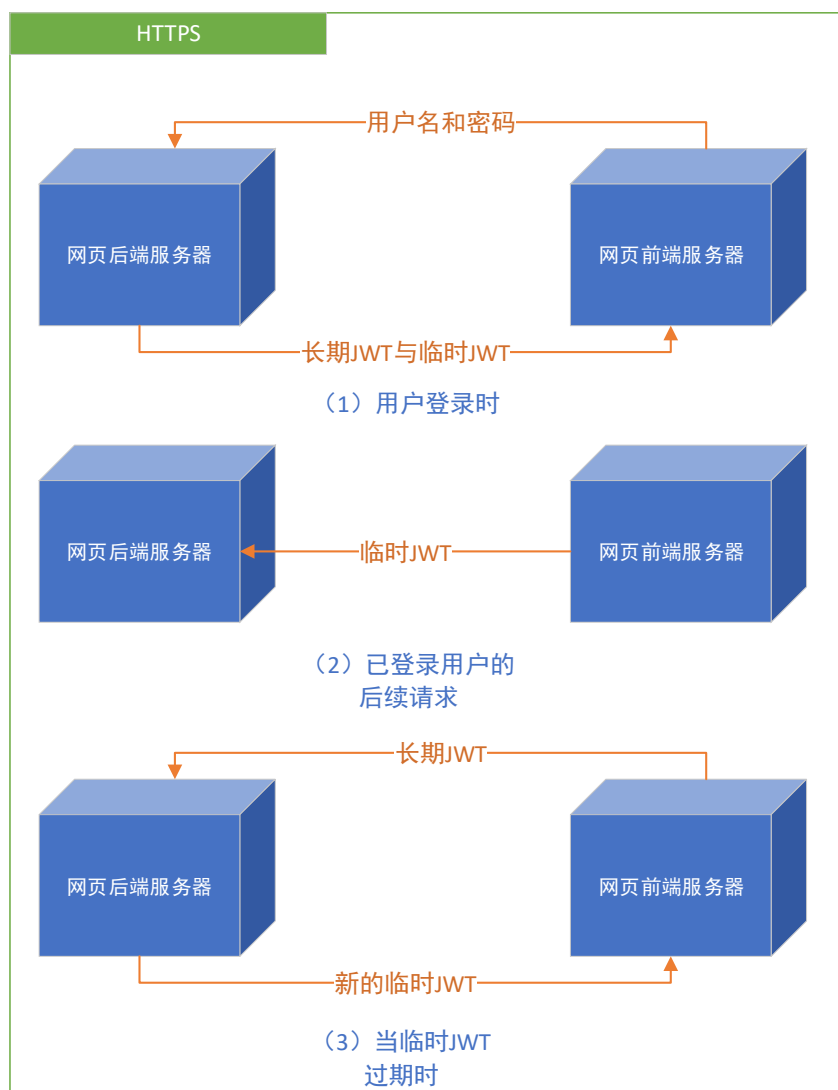 HTTPS
用户名和密码
网页后端服务器
网页前端服务器
长期JWT与临时JWT
（1）用户登录时
网页后端服务器
临时JWT
网页前端服务器
（2）已登录用户的
后续请求
长期JWT
网页后端服务器
网页前端服务器
新的临时JWT
（3）当临时JWT
过期时